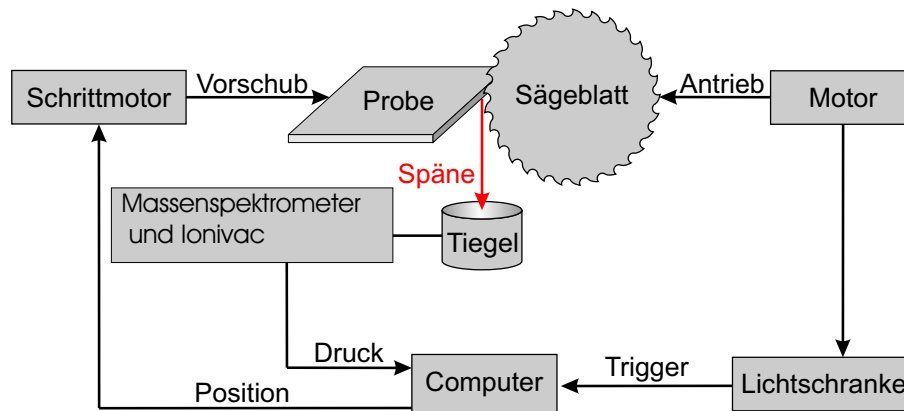 Schrittmotor
Vorschub
Probe
Sägeblatt
Antrieb
Motor
Späne
Massenspektrometer
und Ionivac
Tiegel
Druck
Computer
Trigger
Lichtschranke
Position